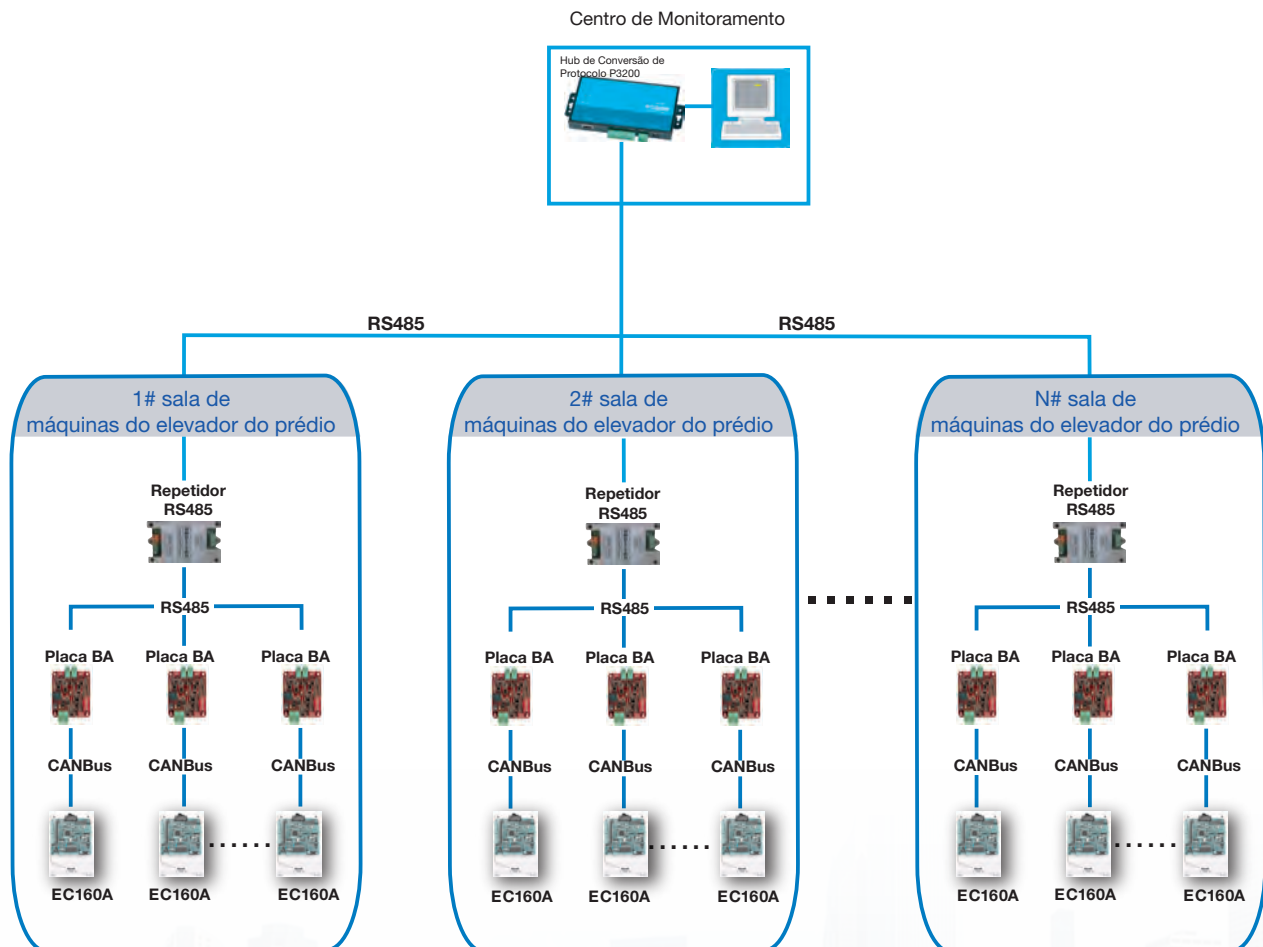 Centro de Monitoramento
Hub de Conversão de
Protocolo P3200
RS485
RS485
1# sala de
máquinas do elevador do prédio
2# sala de
máquinas do elevador do prédio
N# sala de
máquinas do elevador do prédio
Repetidor
RS485
Repetidor
RS485
Repetidor
RS485
RS485
RS485
RS485
Placa BA
Placa BA
Placa BA
Placa BA
Placa BA
Placa BA
Placa BA
Placa BA
Placa BA
CANBus
CANBus
CANBus
CANBus
CANBus
CANBus
CANBus
CANBus
CANBus
EC160A
EC160A
EC160A
EC160A
EC160A
EC160A
EC160A
EC160A
EC160A